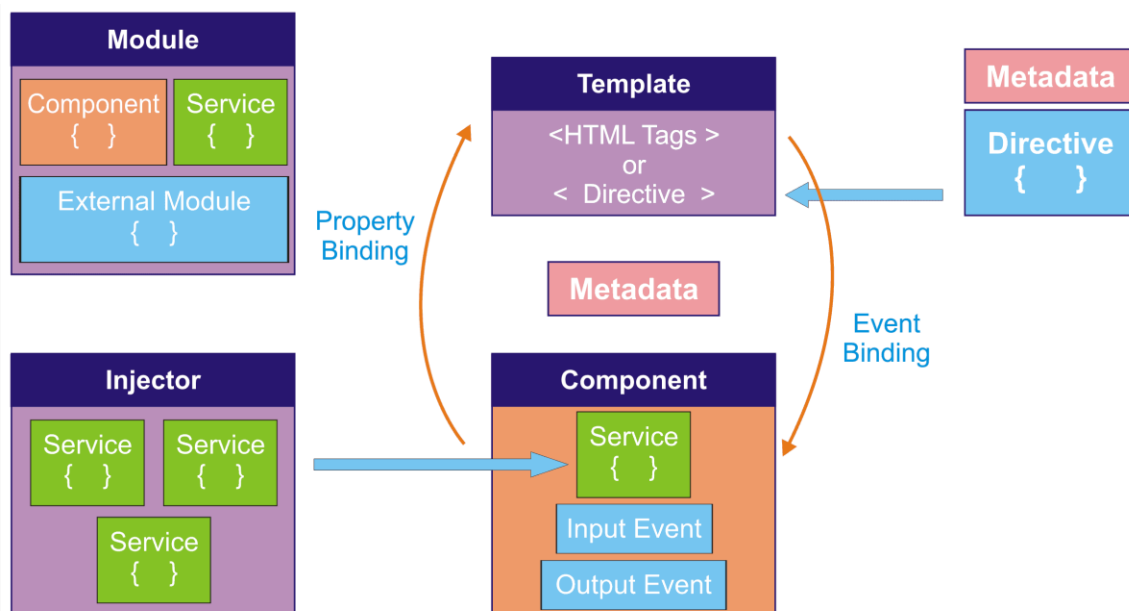 Module
Component
{ }
Service
{ }
External Module
{ }
Template
<HTML Tags >
or
< Directive >
Metadata
Directive
{ }
Property
Binding
Metadata
Event
Binding
Injector
Service
{ }
Service
{ }
Service
{ }
Component
Service
{ }
Input Event
Output Event